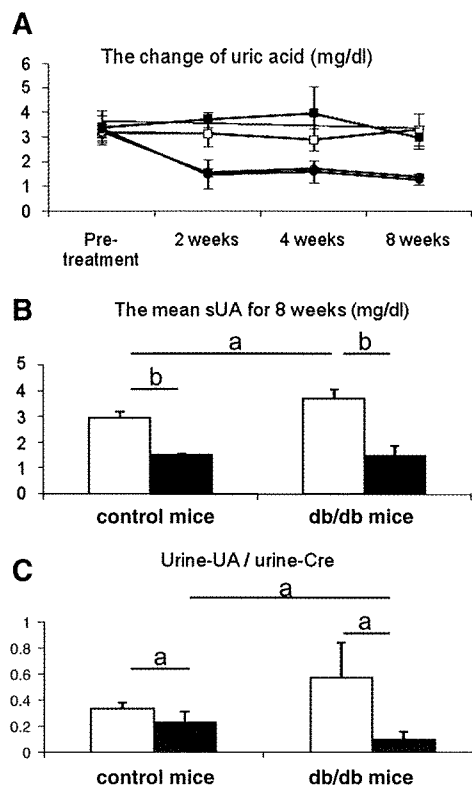 A
The change of uric acid (mg/dl)
6
5
4
3
2
1
0
Pre-
treatment
2 weeks
4 weeks
8 weeks
B
The mean sUA for 8 weeks (mg/dl)
a
b
b
5
4
3
2
1
0
control mice
db/db mice
C
Urine-UA / urine-Cre
a
a
a
1
0.8
0.6
0.4
0.2
0
control mice
db/db mice